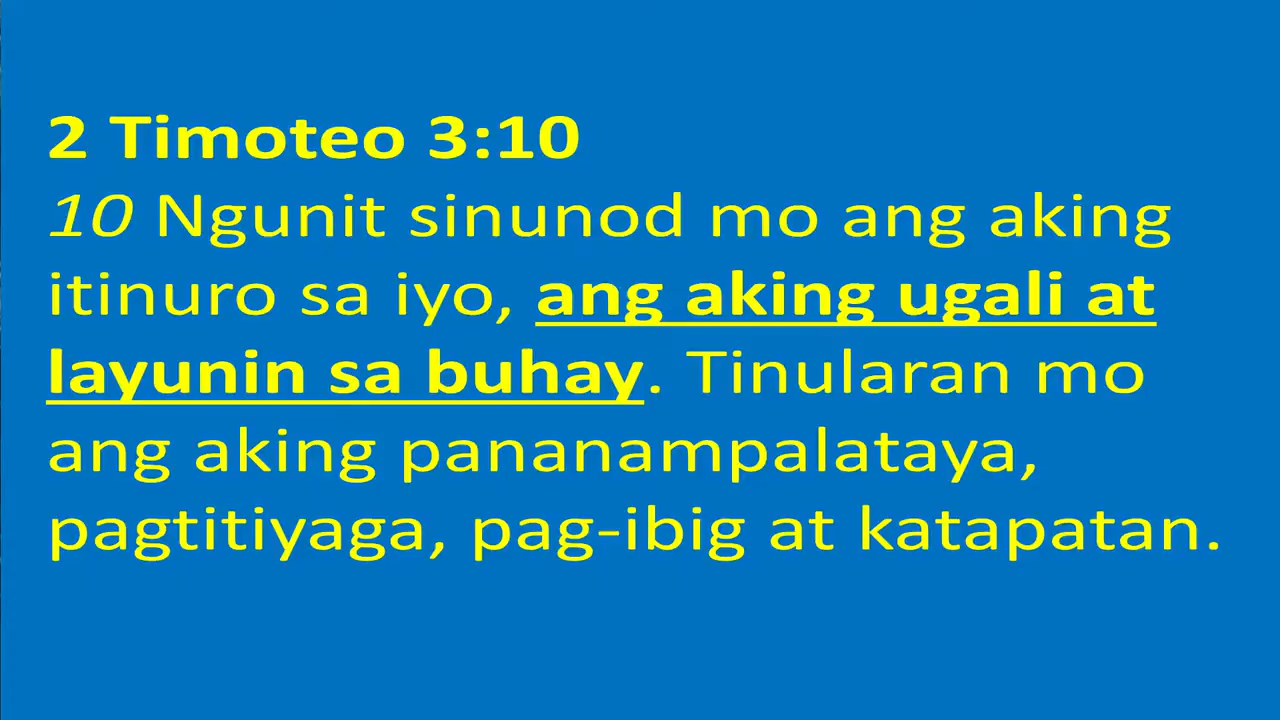 2 Timoteo 3:10
10 Ngunit sinunod mo ang aking
itinuro sa iyo, ang aking ugali at
layunin sa buhay. Tinularan mo
ang aking pananampalataya,
pagtitiyaga, pag-ibig at katapatan.